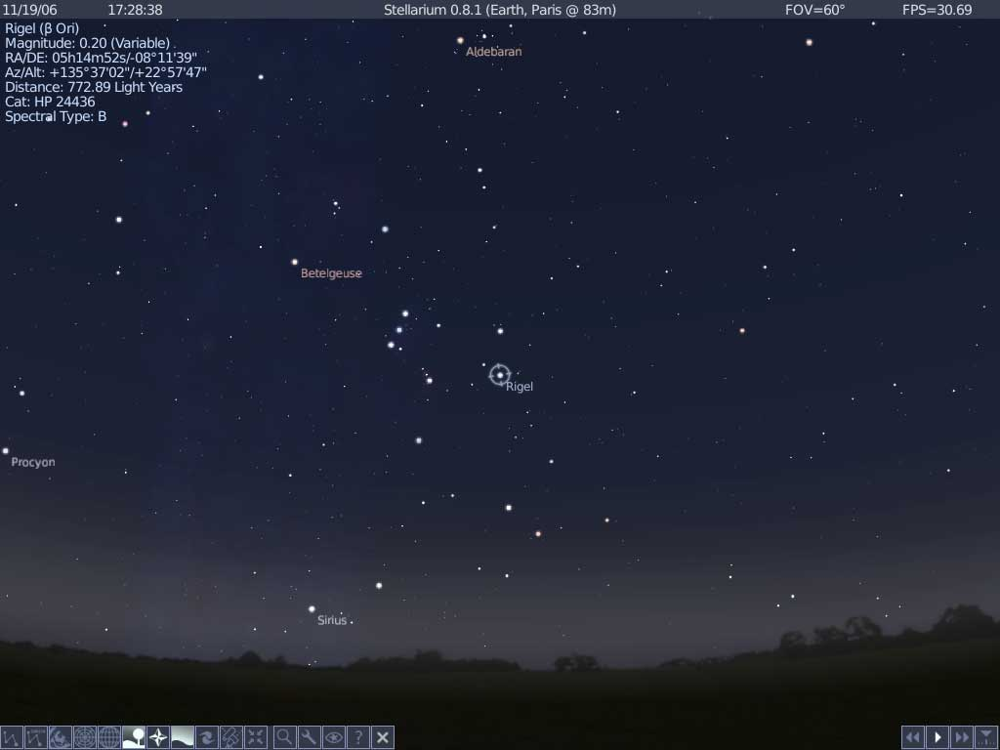 11/19/06 17:28:38 Stellarium 0.8.1 (Earth, Paris @ 83m) FOV=60° FPS=30.69
Rigel (β Ori)
Magnitude: 0.20 (Variable)
RA/DE: 05h14m52s/-08°11'39"
Az/Alt: +135°37'02"/+22°57'47"
Distance: 772.89 Light Years
Cat: HP 24436
Spectral Type: B
Aldebaran
Betelgeuse
Rigel
Procyon
Sirius
?